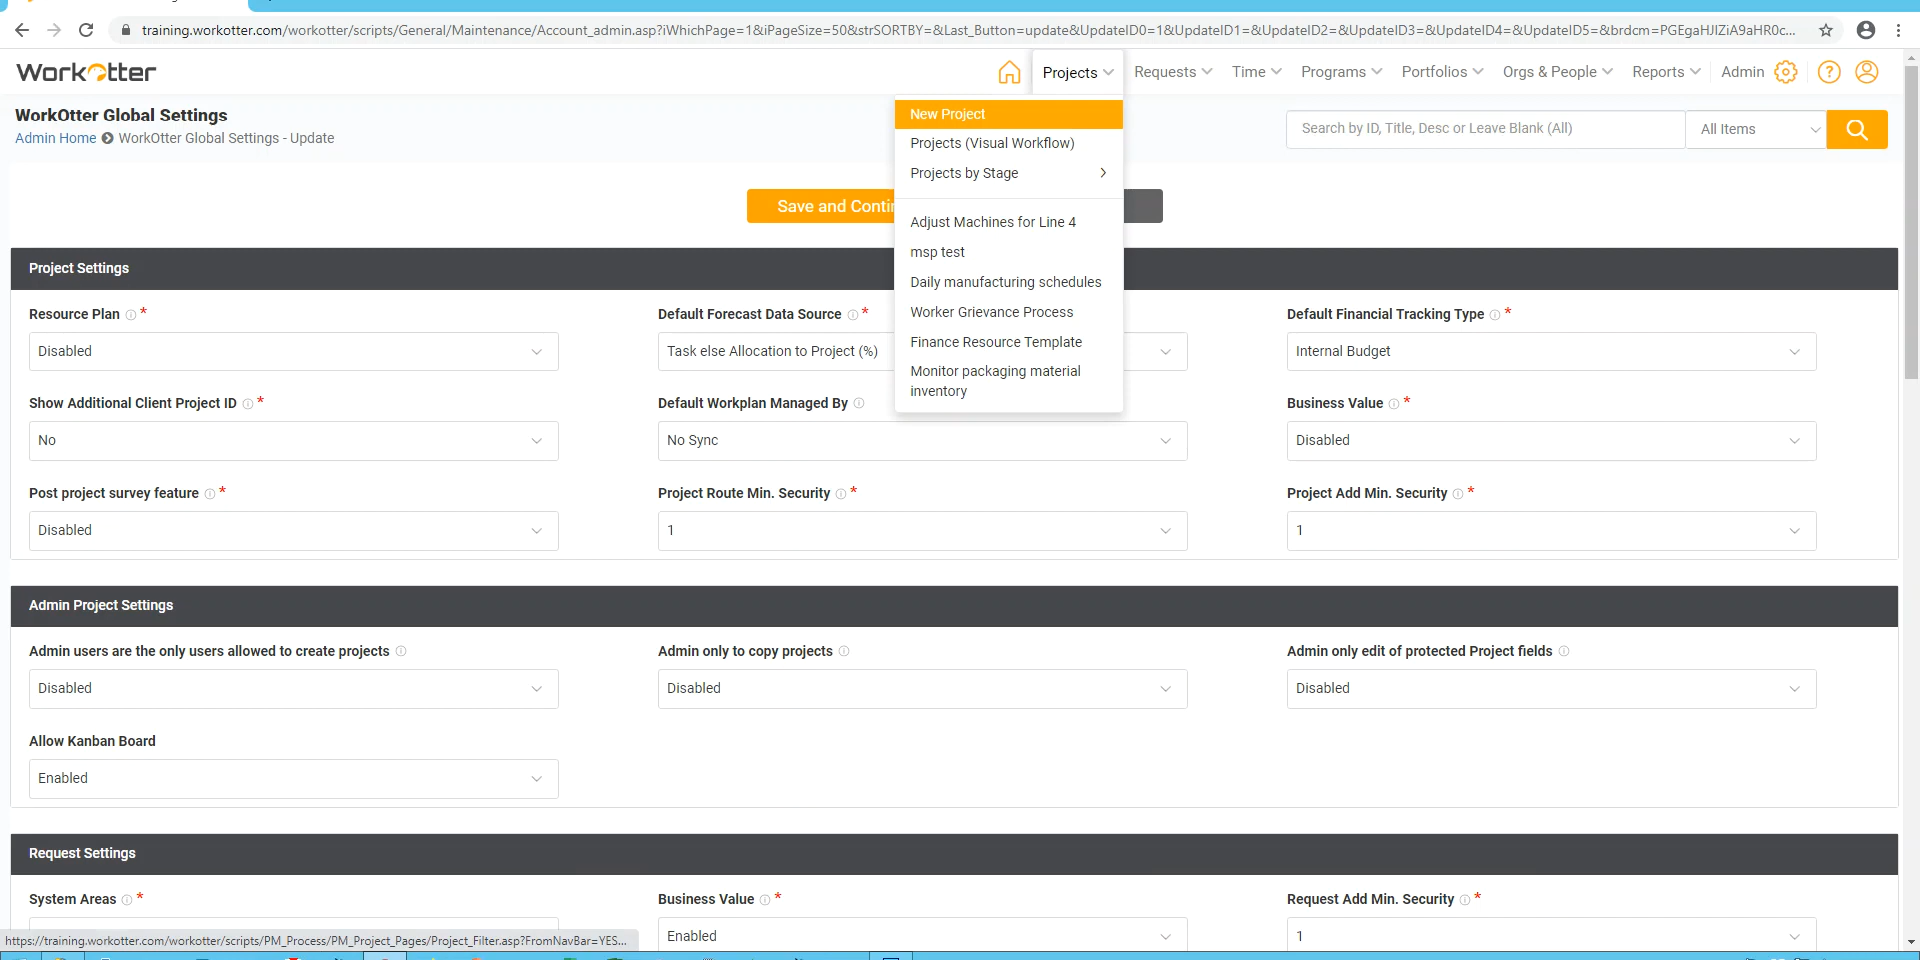 training.workotter.com/workotter/scripts/General/Maintenance/Account_admin.asp?iWhichPage=1&iPageSize=50&strSORTBY=&Last_Button=update&UpdateID0=1&UpdateID1=&UpdateID2=&UpdateID3=&UpdateID4=&UpdateID5=&brdcm=PGEgaHJlZiA9aHR0c...
WorkOtter
Projects
Requests
Time
Programs
Portfolios
Orgs & People
Reports
Admin
WorkOtter Global Settings
Admin Home
WorkOtter Global Settings - Update
New Project
Projects (Visual Workflow)
Projects by Stage
Adjust Machines for Line 4
msp test
Daily manufacturing schedules
Worker Grievance Process
Finance Resource Template
Monitor packaging material
inventory
Search by ID, Title, Desc or Leave Blank (All)
All Items
Save and Contin
Project Settings
Resource Plan *
Disabled
Default Forecast Data Source *
Task else Allocation to Project (%)
Default Financial Tracking Type *
Internal Budget
Show Additional Client Project ID *
No
Default Workplan Managed By
No Sync
Business Value *
Disabled
Post project survey feature *
Disabled
Project Route Min. Security *
1
Project Add Min. Security *
1
Admin Project Settings
Admin users are the only users allowed to create projects
Disabled
Admin only to copy projects
Disabled
Admin only edit of protected Project fields
Disabled
Allow Kanban Board
Enabled
Request Settings
System Areas *
Business Value *
Enabled
Request Add Min. Security *
1
https://training.workotter.com/workotter/scripts/PM_Process/PM_Project_Pages/Project_Filter.asp?FromNavBar=YES...